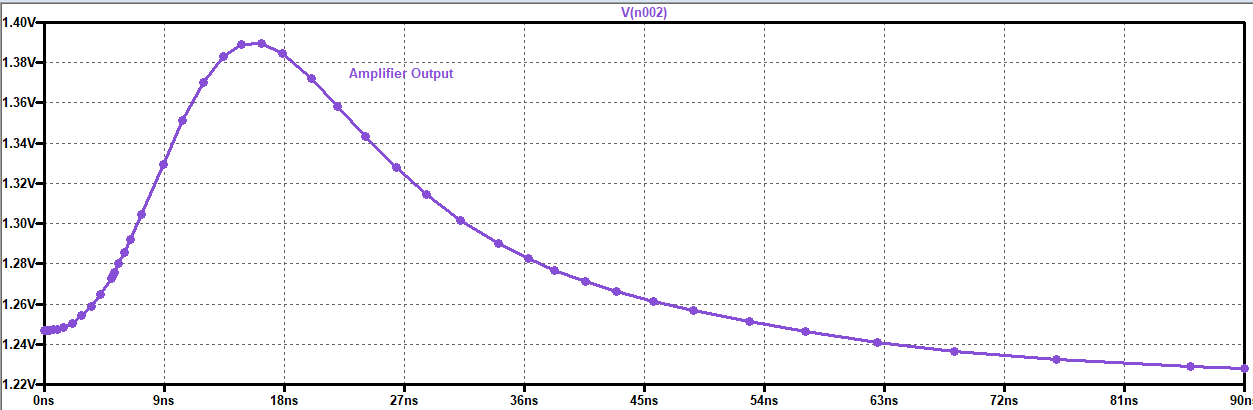 V(n002)
1.40V
1.38V
1.36V
1.34V
1.32V
1.30V
1.28V
1.26V
1.24V
1.22V
Amplifier Output
0ns 9ns 18ns 27ns 36ns 45ns 54ns 63ns 72ns 81ns 90ns